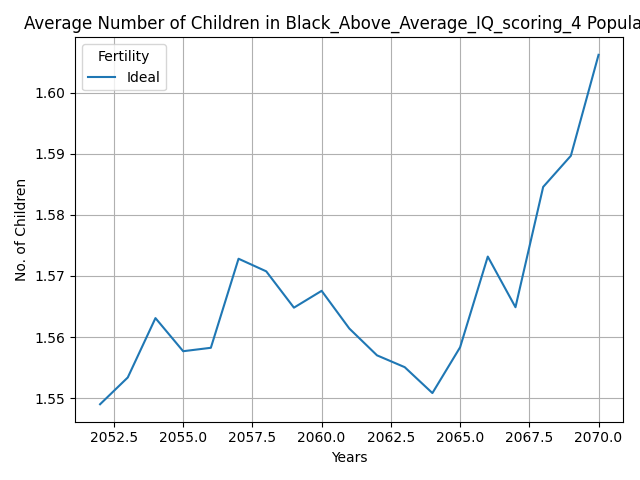 Average Number of Children in Black_Above_Average_IQ_scoring_4 Popula
Fertility
Ideal
No. of Children
1.60
1.59
1.58
1.57
1.56
1.55
2052.5 2055.0 2057.5 2060.0 2062.5 2065.0 2067.5 2070.0
Years